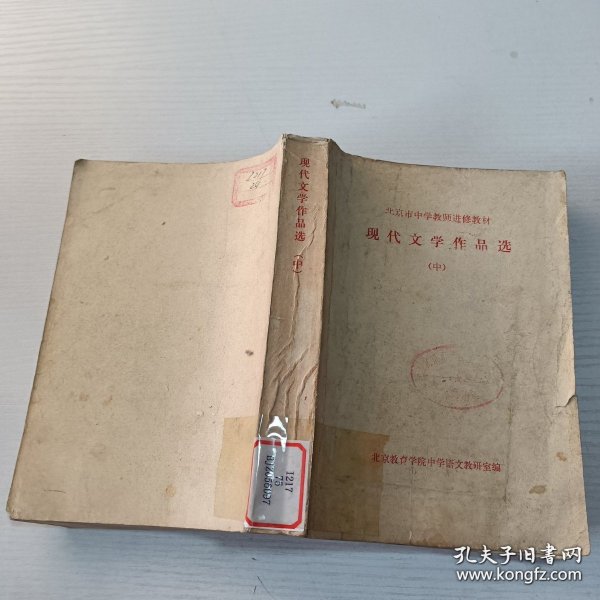 现代文学作品选(中)
1217
75
北京市中学教师进修教材
现代文学作品选
(中)
北京教育学院中学语文教研室编
孔夫子旧书网
www.kongfz.com